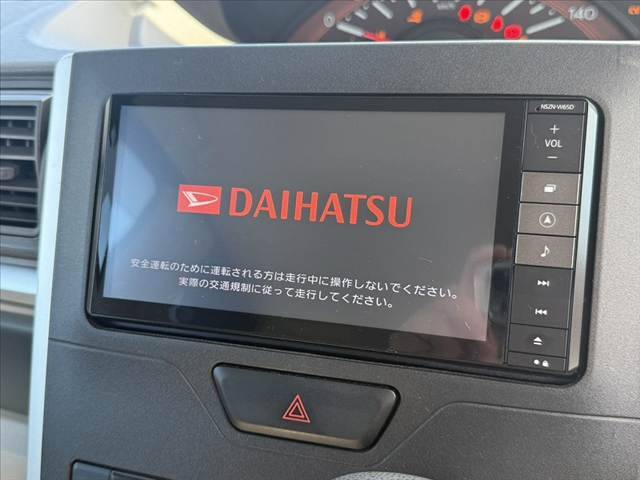 0
140
NSZN-W65D
+
VOL
−
DAIHATSU
安全運転のために運転される方は走行中に操作しないでください。
実際の交通規制に従って走行してください。